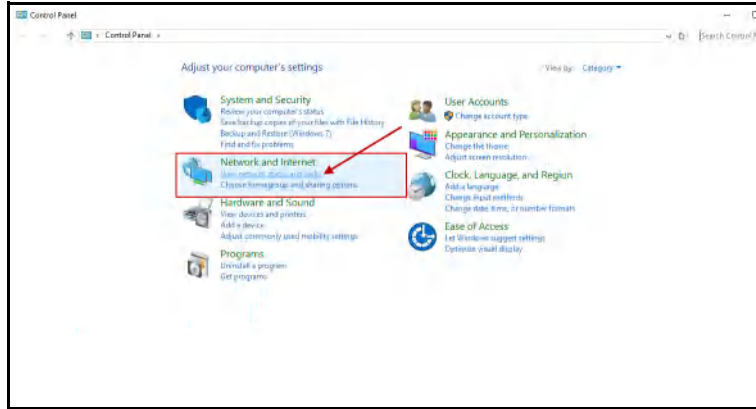 Control Panel
Control Panel
Search Control
Adjust your computer's settings
View by: Category
System and Security
Review your computer's status
Save backup copies of your files with File History
Backup and Restore (Windows 7)
Find and fix problems
Network and Internet
View network status and tasks
Choose homegroup and sharing options
Hardware and Sound
View devices and printers
Add a device
Adjust commonly used mobility settings
Programs
Uninstall a program
Get programs
User Accounts
Change account type
Appearance and Personalization
Change the theme
Adjust screen resolution
Clock, Language, and Region
Add a language
Change input methods
Change date, time, or number formats
Ease of Access
Let Windows suggest settings
Optimize visual display